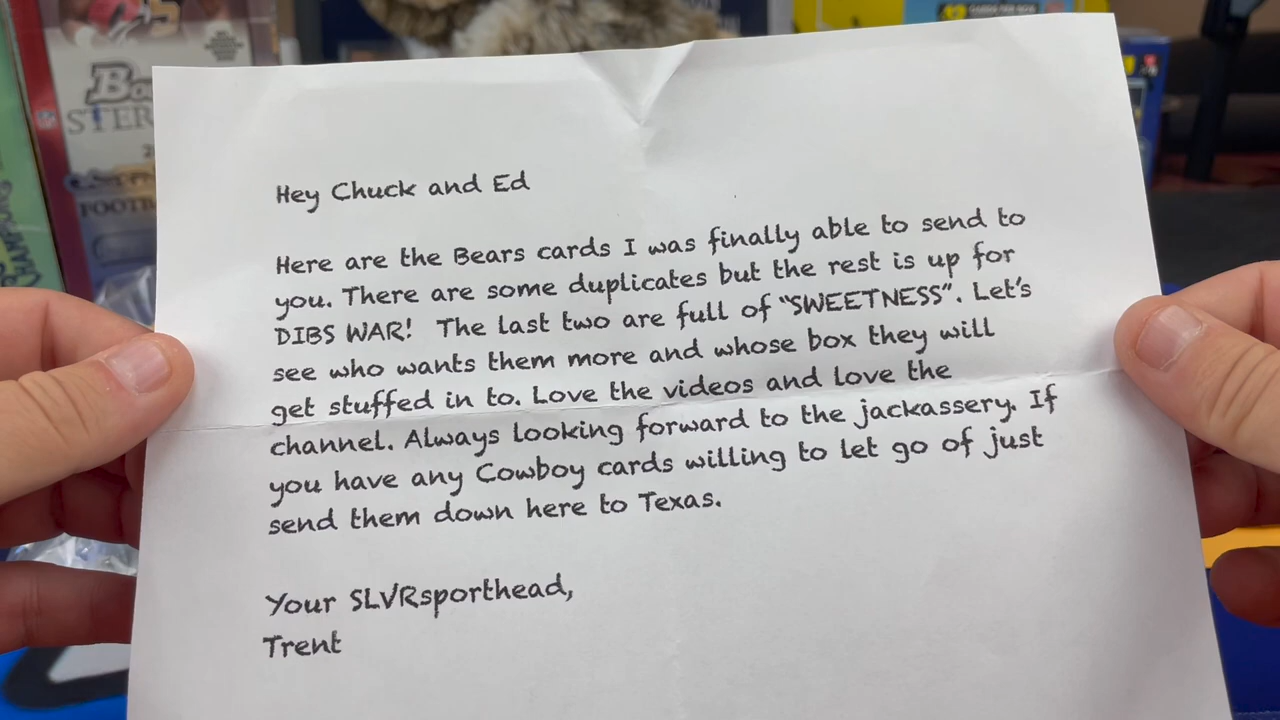 Hey Chuck and Ed
Here are the Bears cards I was finally able to send to
you. There are some duplicates but the rest is up for
DIBS WAR!  The last two are full of “SWEETNESS”. Let's
see who wants them more and whose box they will
get stuffed in to. Love the videos and love the
channel. Always looking forward to the jackassery. If
you have any Cowboy cards willing to let go of just
send them down here to Texas.
Your SLVRsporthead,
Trent